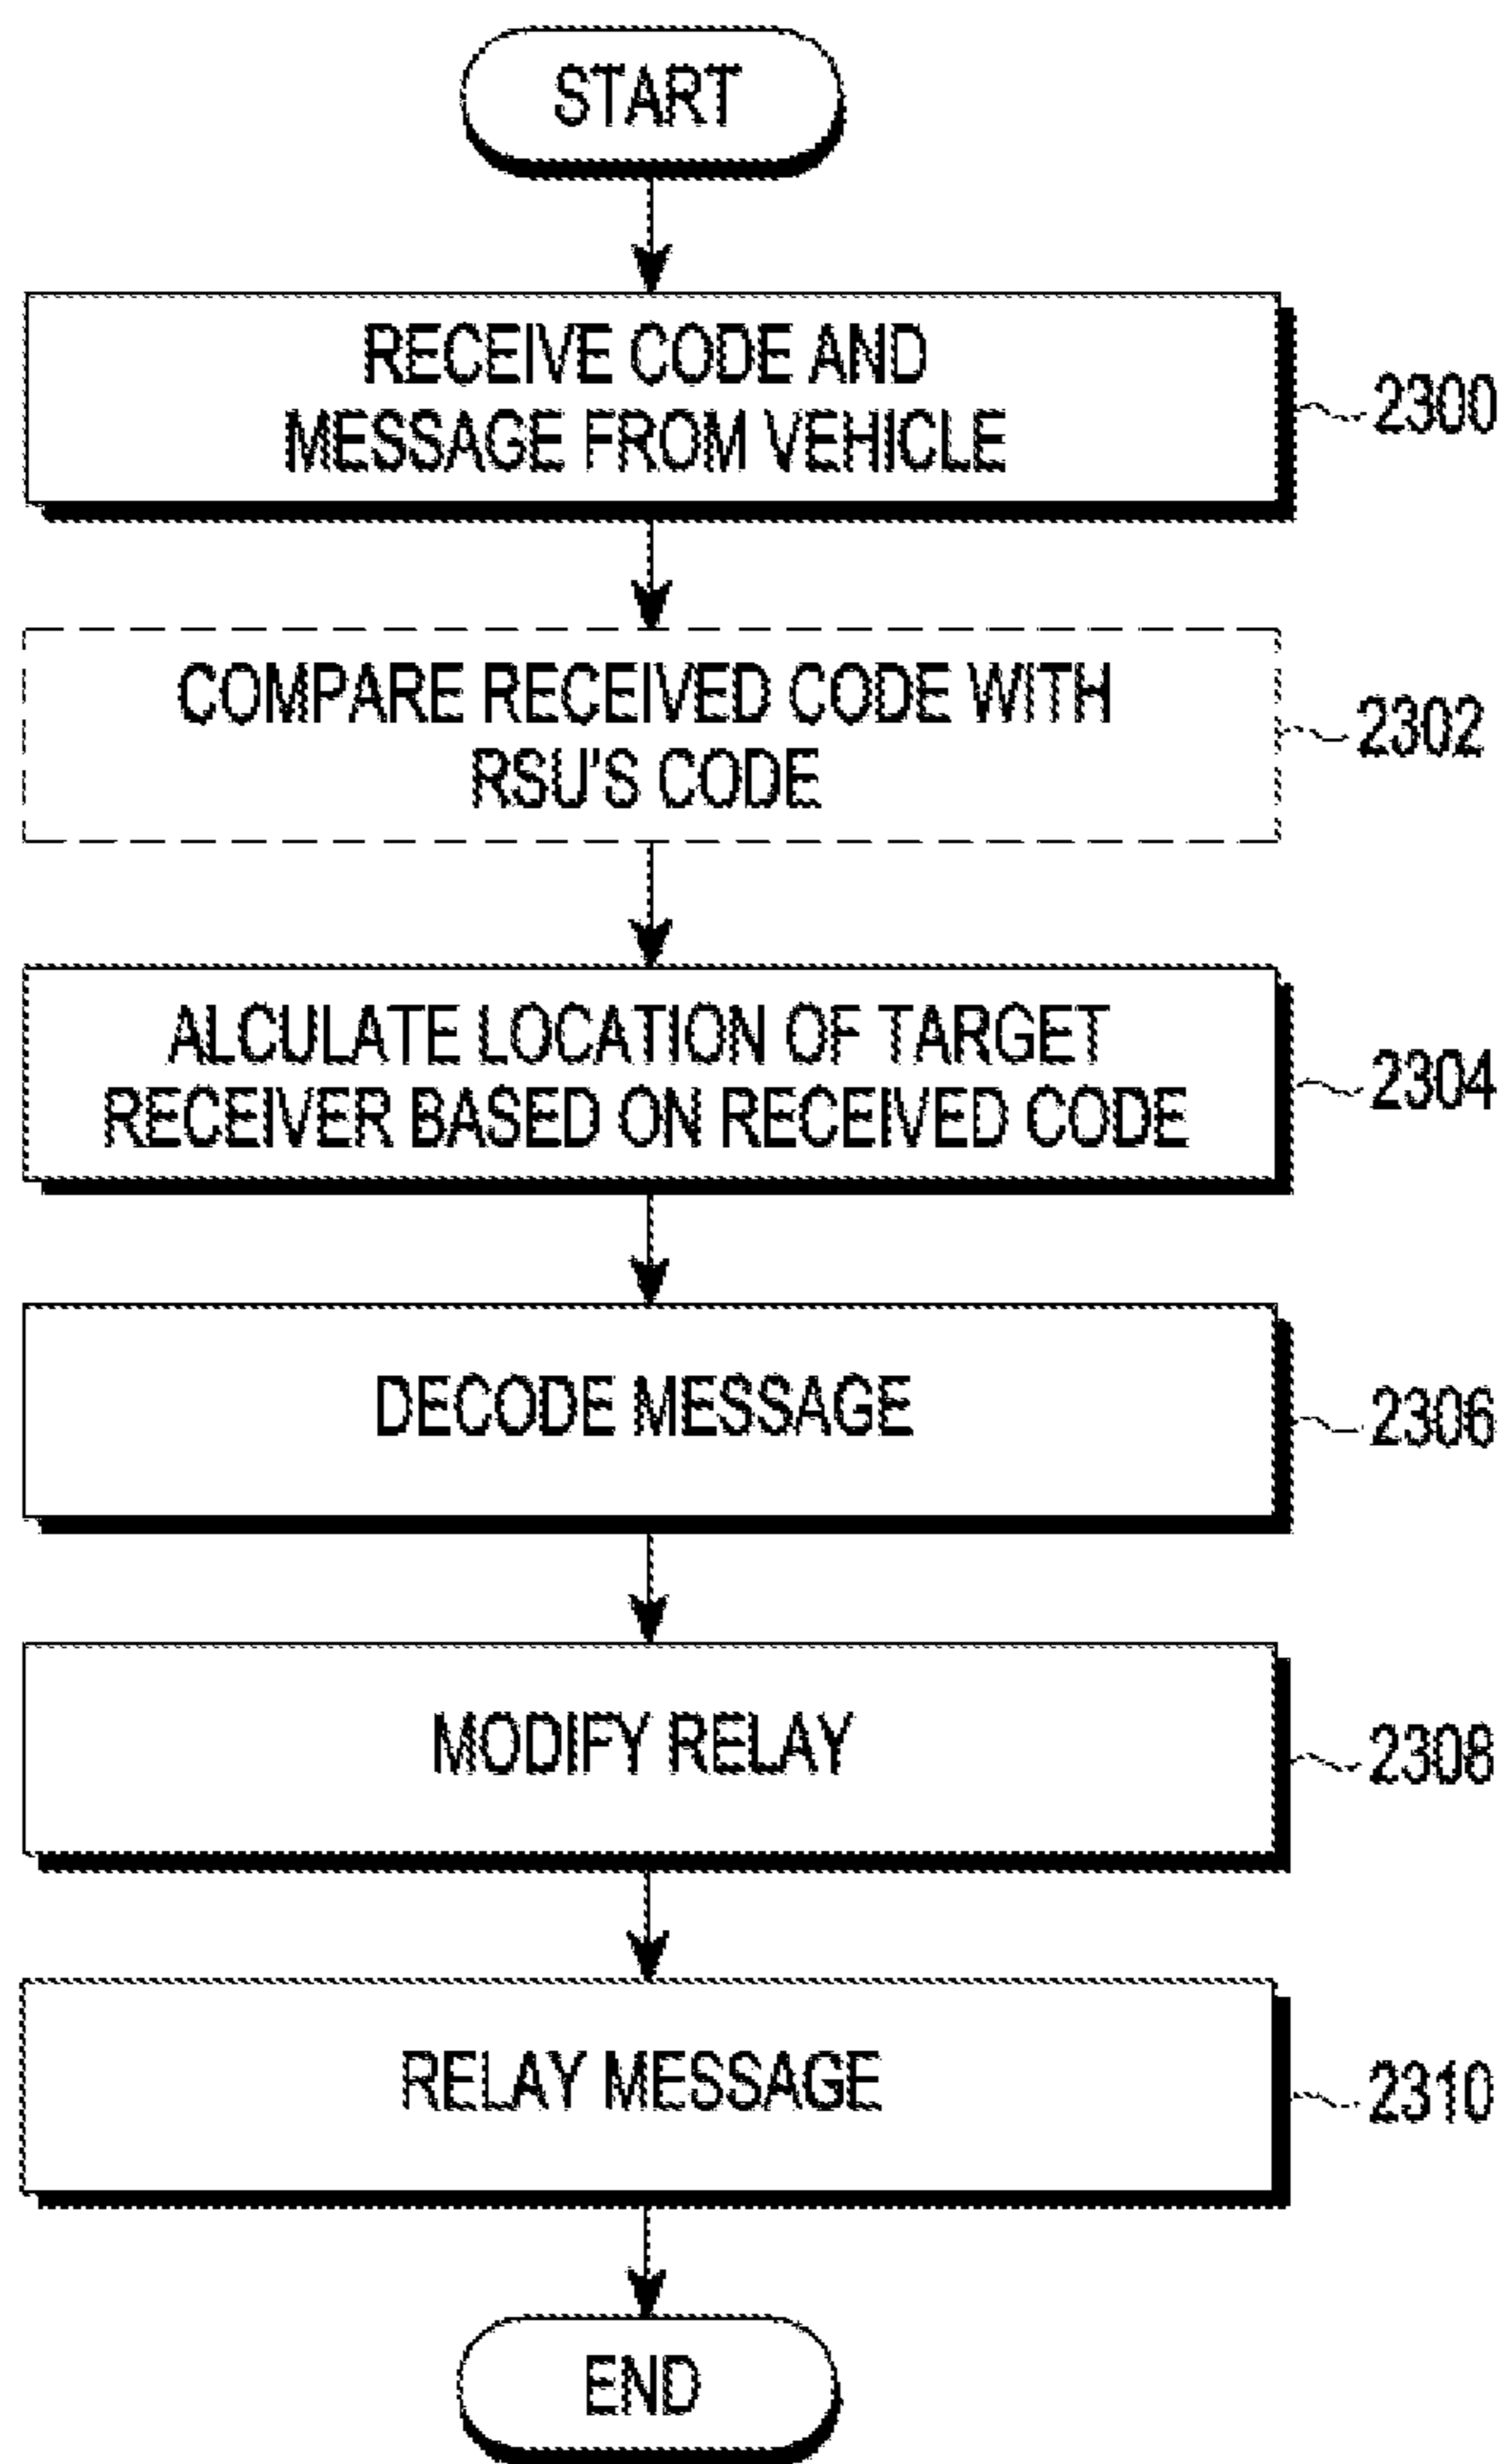 START
RECEIVE CODE AND
MESSAGE FROM VEHICLE
2300
COMPARE RECEIVED CODE WITH
RSU'S CODE
2302
ALCULATE LOCATION OF TARGET
RECEIVER BASED ON RECEIVED CODE
2304
DECODE MESSAGE
2306
MODIFY RELAY
2308
RELAY MESSAGE
2310
END